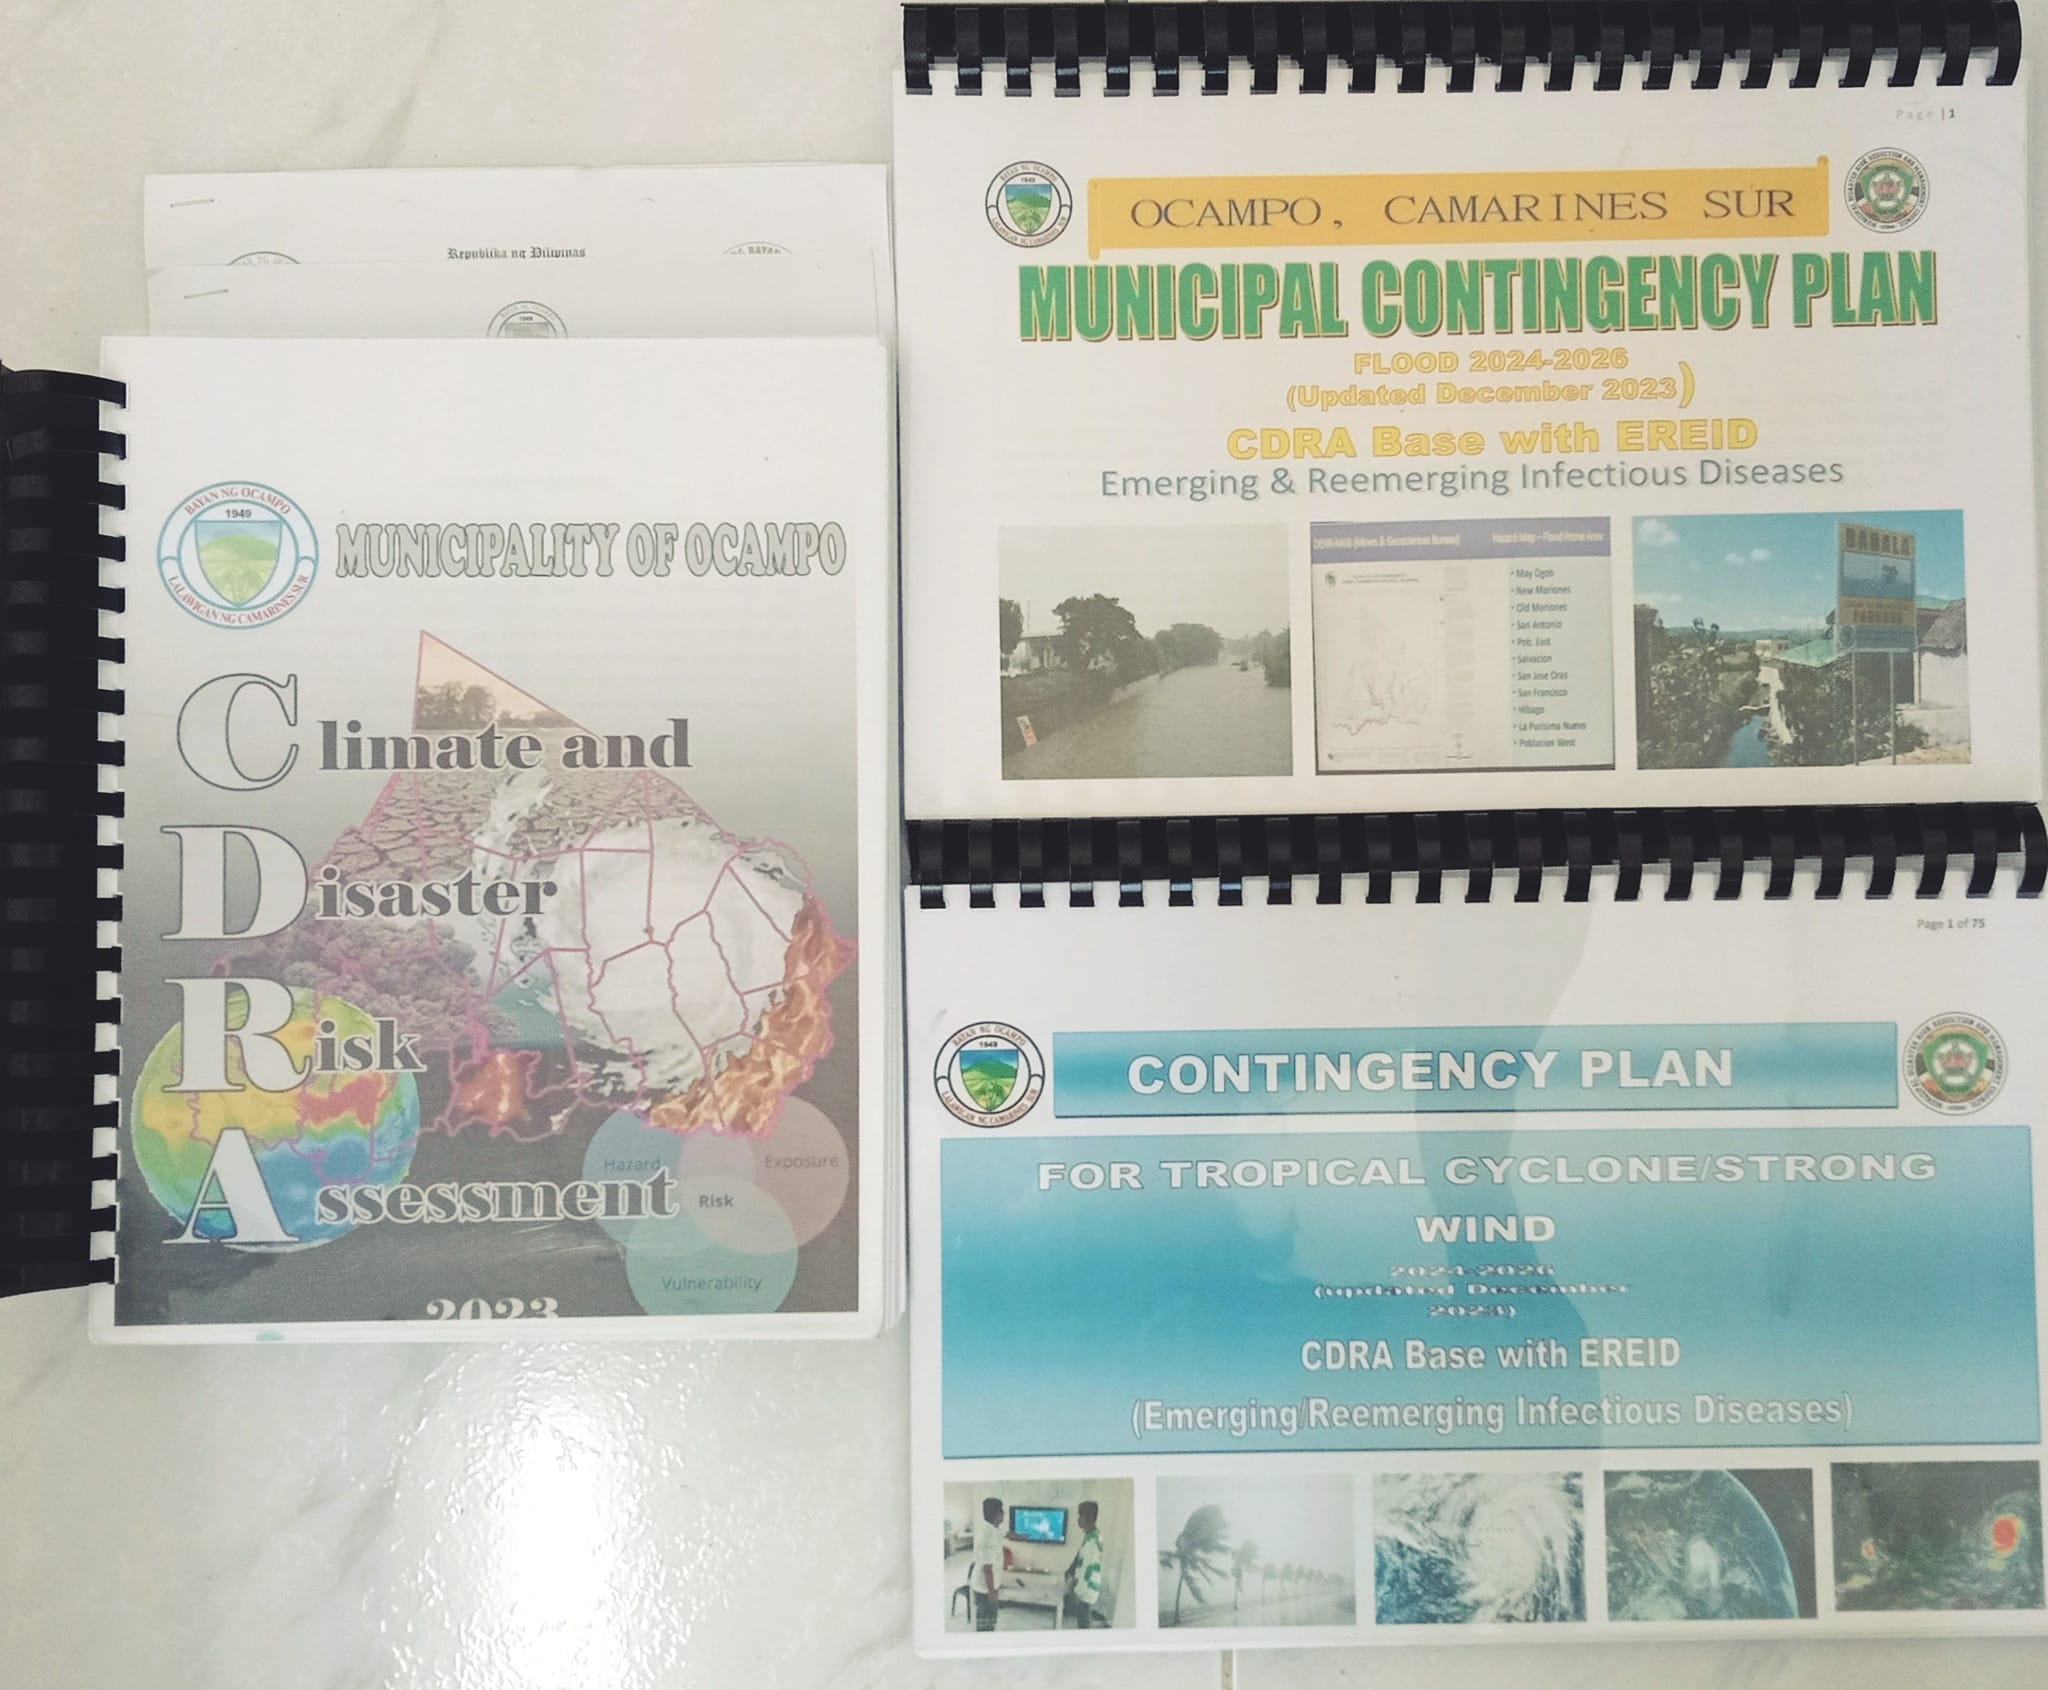 Republika ng Pilipinas
BAYAN NG OCAMPO
1949
LALAWIGAN NG CAMARINES SUR
MUNICIPALITY OF OCAMPO
Climate and
Disaster
Risk
Assessment
Hazard
Exposure
Risk
Vulnerability
2023
Page | 1
BAYAN NG OCAMPO
1949
LALAWIGAN NG CAMARINES SUR
OCAMPO, CAMARINES SUR
MUNICIPAL CONTINGENCY PLAN
FLOOD 2024-2026
(Updated December 2023)
CDRA Base with EREID
Emerging & Reemerging Infectious Diseases
DENR-MGB (Mines & Geosciences Bureau)
Hazard Map - Flood Prone Area
• May Ogob
• New Moriones
• Old Moriones
• San Antonio
• Pob. East
• Salvacion
• San Jose Oras
• San Francisco
• Hibago
• La Purisima Nuevo
• Poblacion West
BABALA
Page 1 of 75
BAYAN NG OCAMPO
1949
LALAWIGAN NG CAMARINES SUR
CONTINGENCY PLAN
FOR TROPICAL CYCLONE/STRONG
WIND
2024-2026
(updated December
2023)
CDRA Base with EREID
(Emerging/Reemerging Infectious Diseases)